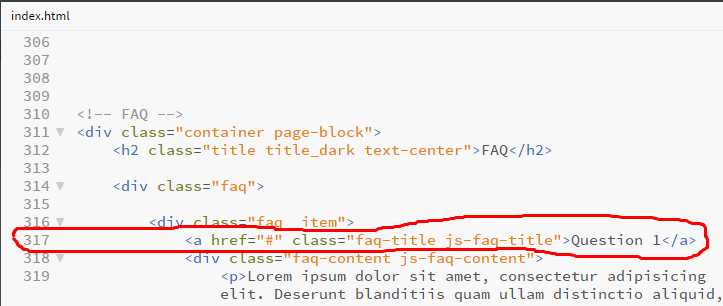 index.html
306
307
308
309
310 <!-- FAQ -->
311 <div class="container page-block">
312 <h2 class="title title_dark text-center">FAQ</h2>
313
314 <div class="faq">
315
316 <div class="faq__item">
317 <a href="#" class="faq-title js-faq-title">Question 1</a>
318 <div class="faq-content js-faq-content">
319 <p>Lorem ipsum dolor sit amet, consectetur adipisicing
elit. Deserunt blanditiis quam ullam distinctio aliquid,